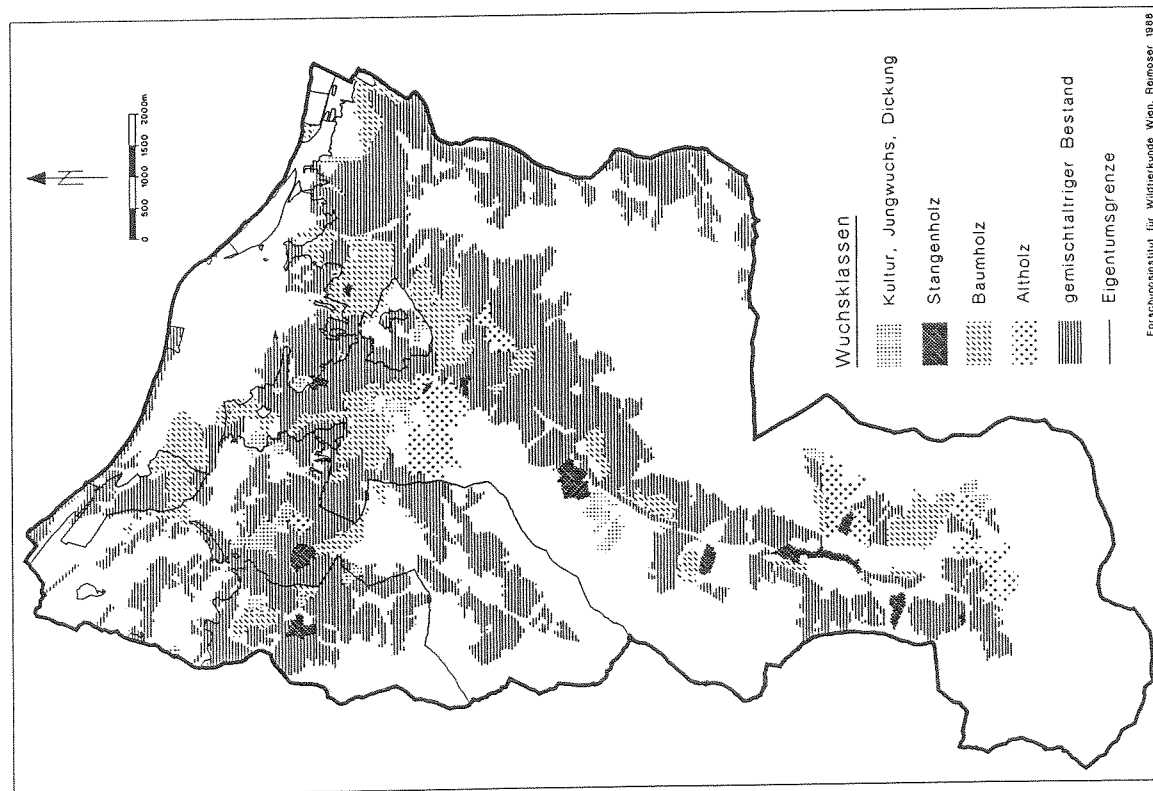 N
0 500 1000 1500 2000m
Wuchsklassen
Kultur, Jungwuchs, Dickung
Stangenholz
Baumholz
Altholz
gemischtaltriger Bestand
Eigentumsgrenze
Forschungsinstitut für Wildtierkunde Wien, Reimoser 1988